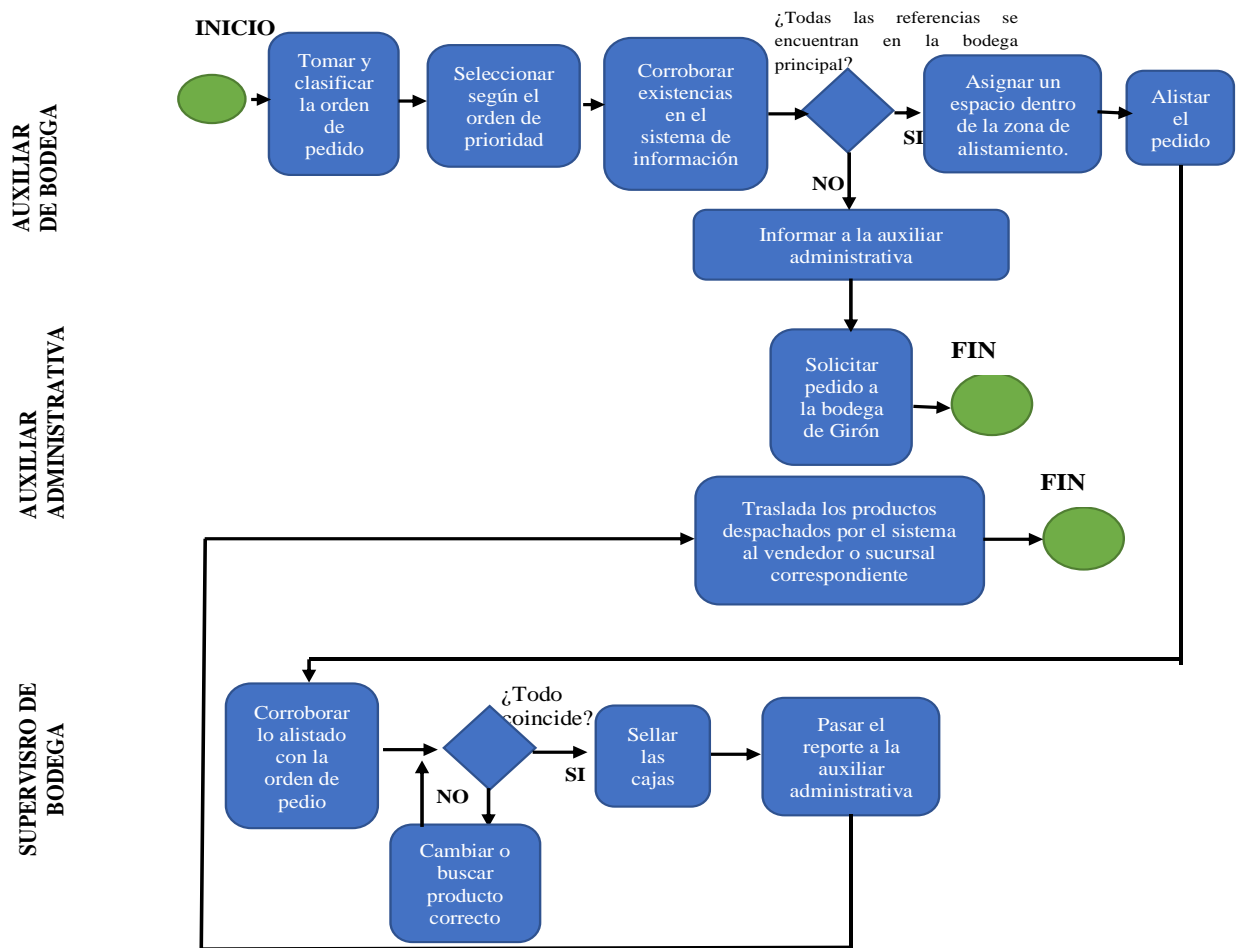 INICIO
Tomar y
clasificar
la orden
de
pedido
Seleccionar
según el
orden de
prioridad
Corroborar
existencias
en el
sistema de
información
¿Todas las referencias se
encuentran en la bodega
principal?
SI
NO
Asignar un
espacio dentro
de la zona de
alistamiento.
Alistar
el
pedido
AUXILIAR
DE BODEGA
Informar a la auxiliar
administrativa
AUXILIAR
ADMINISTRATIVA
Solicitar
pedido a
la bodega
de Girón
FIN
Traslada los productos
despachados por el sistema
al vendedor o sucursal
correspondiente
FIN
SUPERVISRO DE
BODEGA
Corroborar
lo alistado
con la
orden de
pedio
¿Todo
coincide?
SI
NO
Sellar
las
cajas
Pasar el
reporte a la
auxiliar
administrativa
Cambiar o
buscar
producto
correcto